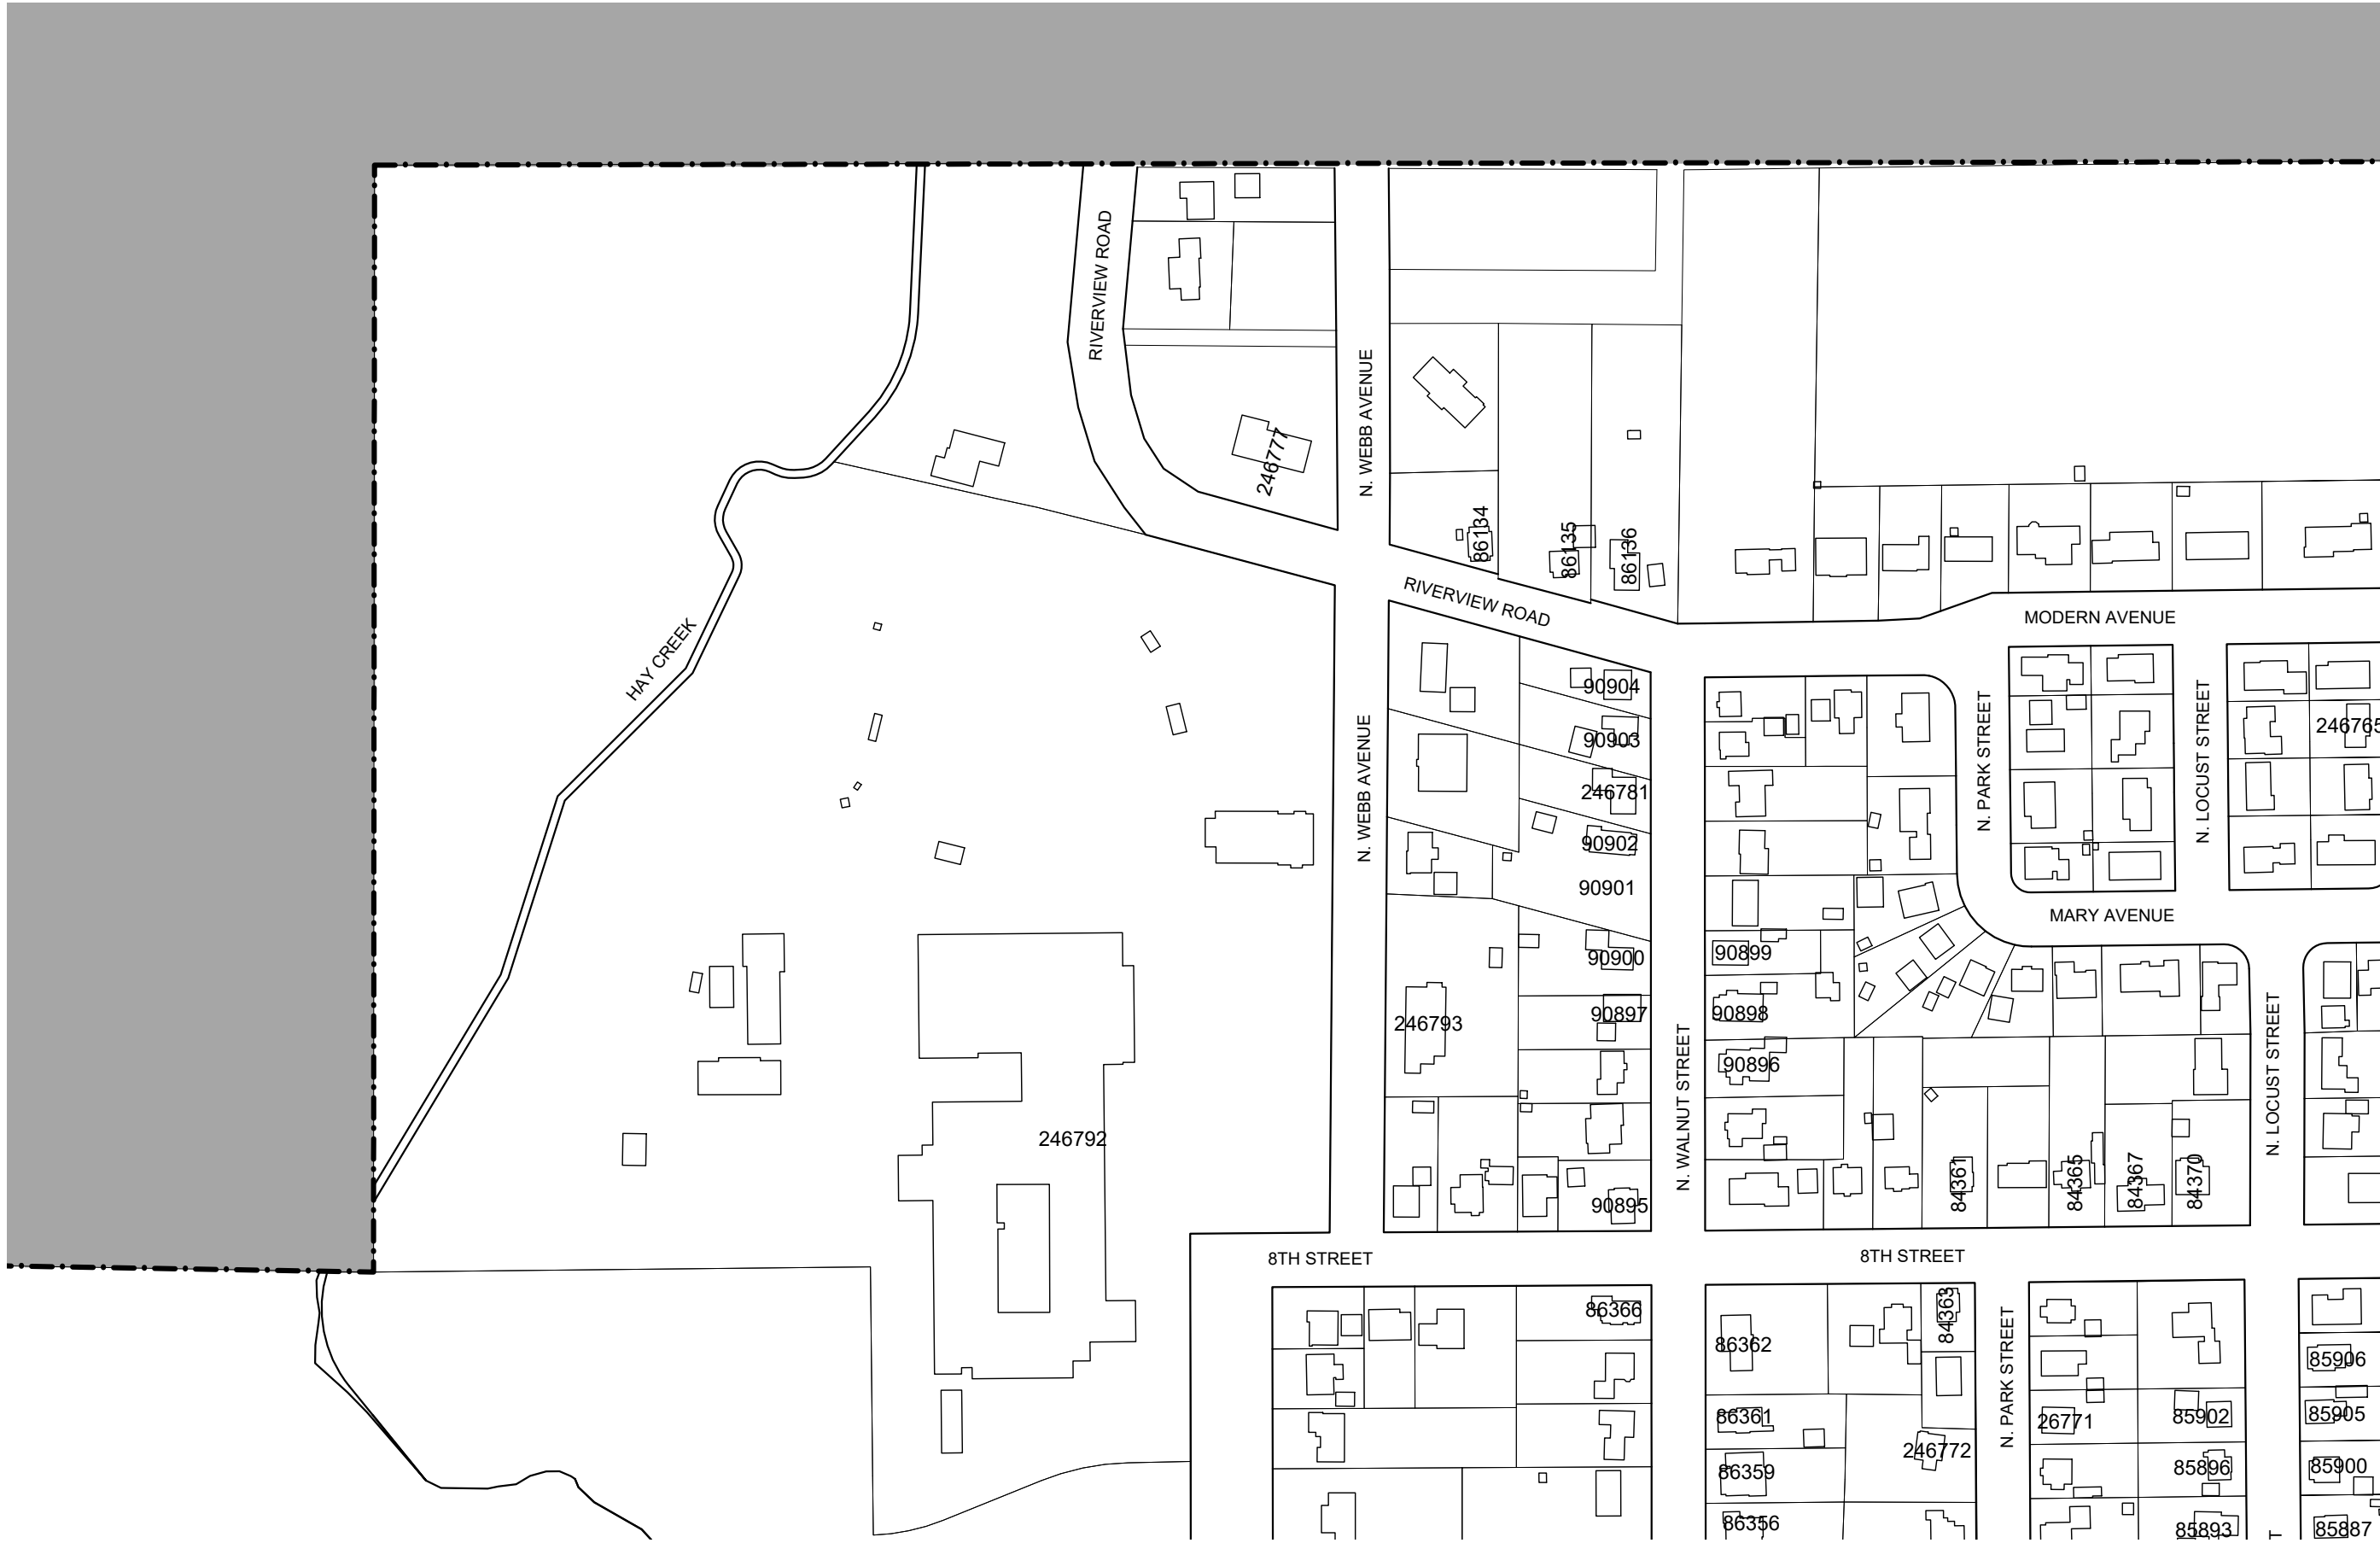 RIVERVIEW ROAD
N. WEBB AVENUE
246777
86134
86135
86136
RIVERVIEW ROAD
MODERN AVENUE
HAY CREEK
90904
N. WEBB AVENUE
90903
246781
90902
90901
N. PARK STREET
N. LOCUST STREET
246765
MARY AVENUE
90900
90899
90897
90898
246793
90896
N. WALNUT STREET
N. LOCUST STREET
246792
84361
84365
84367
84370
90895
8TH STREET
8TH STREET
86366
84363
86362
N. PARK STREET
85906
86361
26771
85902
85905
246772
86359
85896
85900
86356
85893
T
85887